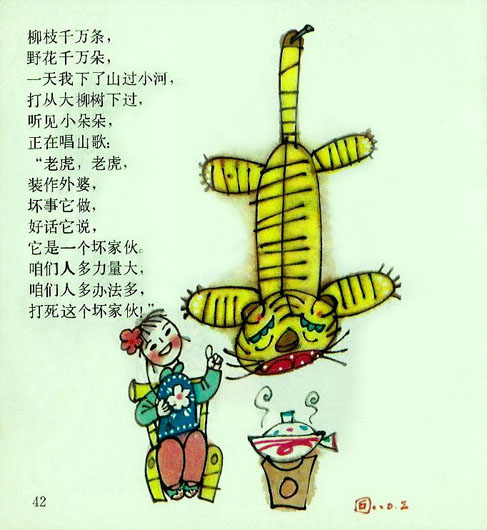 柳枝千万条，
野花千万朵，
一天我下了山过小河，
打从大柳树下过，
听见小朵朵，
正在唱山歌：
“老虎，老虎，
装作外婆，
坏事它做，
好话它说，
它是一个坏家伙。
咱们人多力量大，
咱们人多办法多，
打死这个坏家伙！”
42